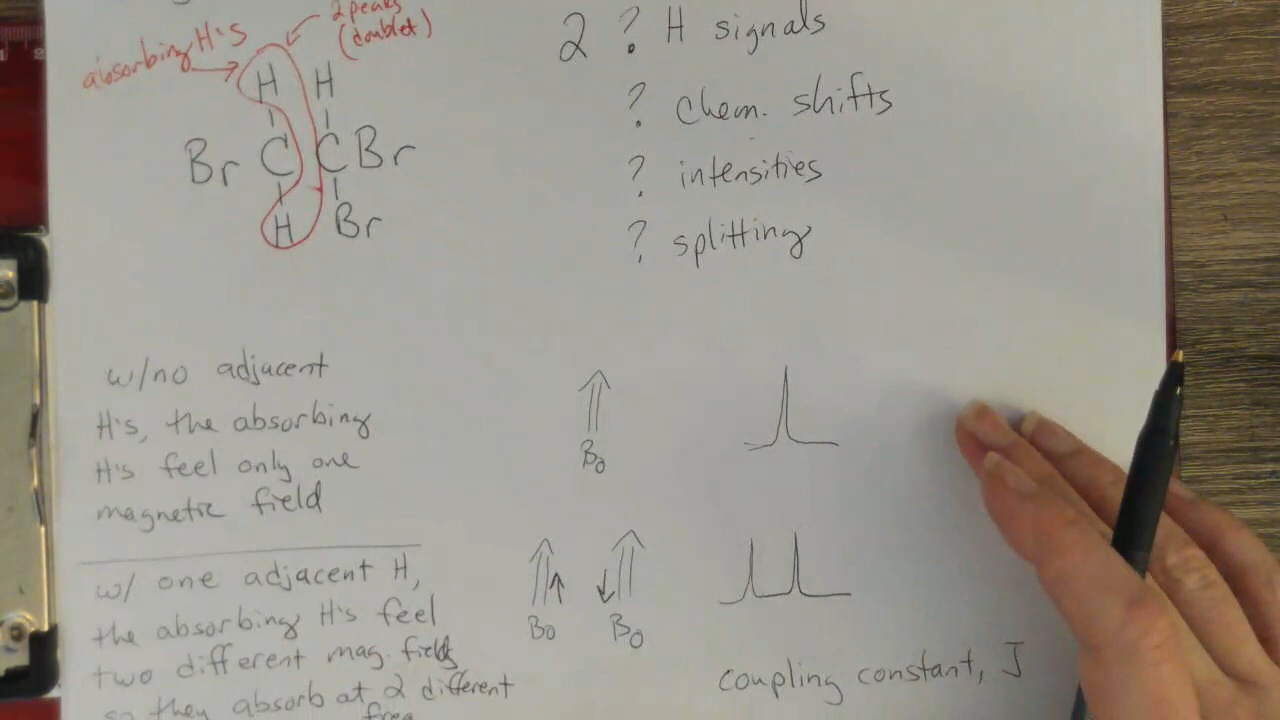 2 peaks
(doublet)
absorbing H's
H H
Br C C Br
H Br
2 ? H signals
? Chem. shifts
? intensities
? splitting
w/no adjacent
H's, the absorbing
H's feel only one
magnetic field
B0
w/ one adjacent H,
the absorbing H's feel
two different mag. fields
so they absorb at 2 different
freq
B0 B0
coupling constant, J